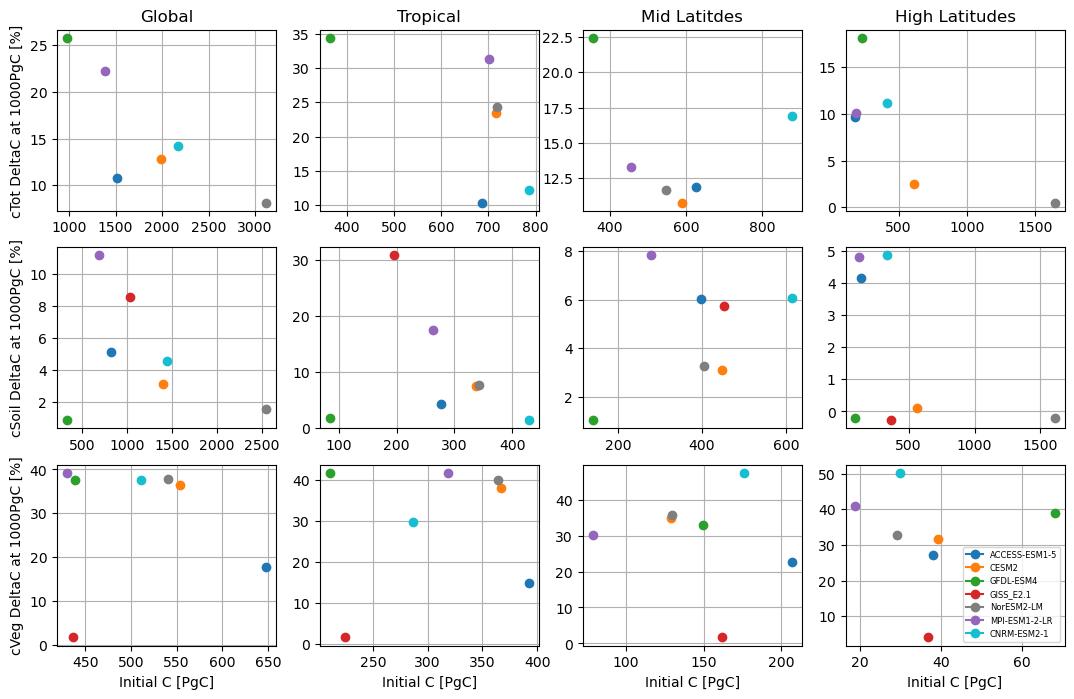 Global
Tropical
Mid Latitdes
High Latitudes
cTot DeltaC at 1000PgC [%]
25
20
15
10
1000 1500 2000 2500 3000
35
30
25
20
15
10
400 500 600 700 800
22.5
20.0
17.5
15.0
12.5
400 600 800
15
10
5
0
500 1000 1500
cSoil DeltaC at 1000PgC [%]
10
8
6
4
2
500 1000 1500 2000 2500
30
20
10
0
100 200 300 400
8
6
4
2
200 400 600
5
4
3
2
1
0
500 1000 1500
cVeg DeltaC at 1000PgC [%]
40
30
20
10
0
450 500 550 600 650
Initial C [PgC]
40
30
20
10
0
250 300 350 400
Initial C [PgC]
40
30
20
10
0
100 150 200
Initial C [PgC]
50
40
30
20
10
20 40 60
Initial C [PgC]
ACCESS-ESM1-5
CESM2
GFDL-ESM4
GISS_E2.1
NorESM2-LM
MPI-ESM1-2-LR
CNRM-ESM2-1